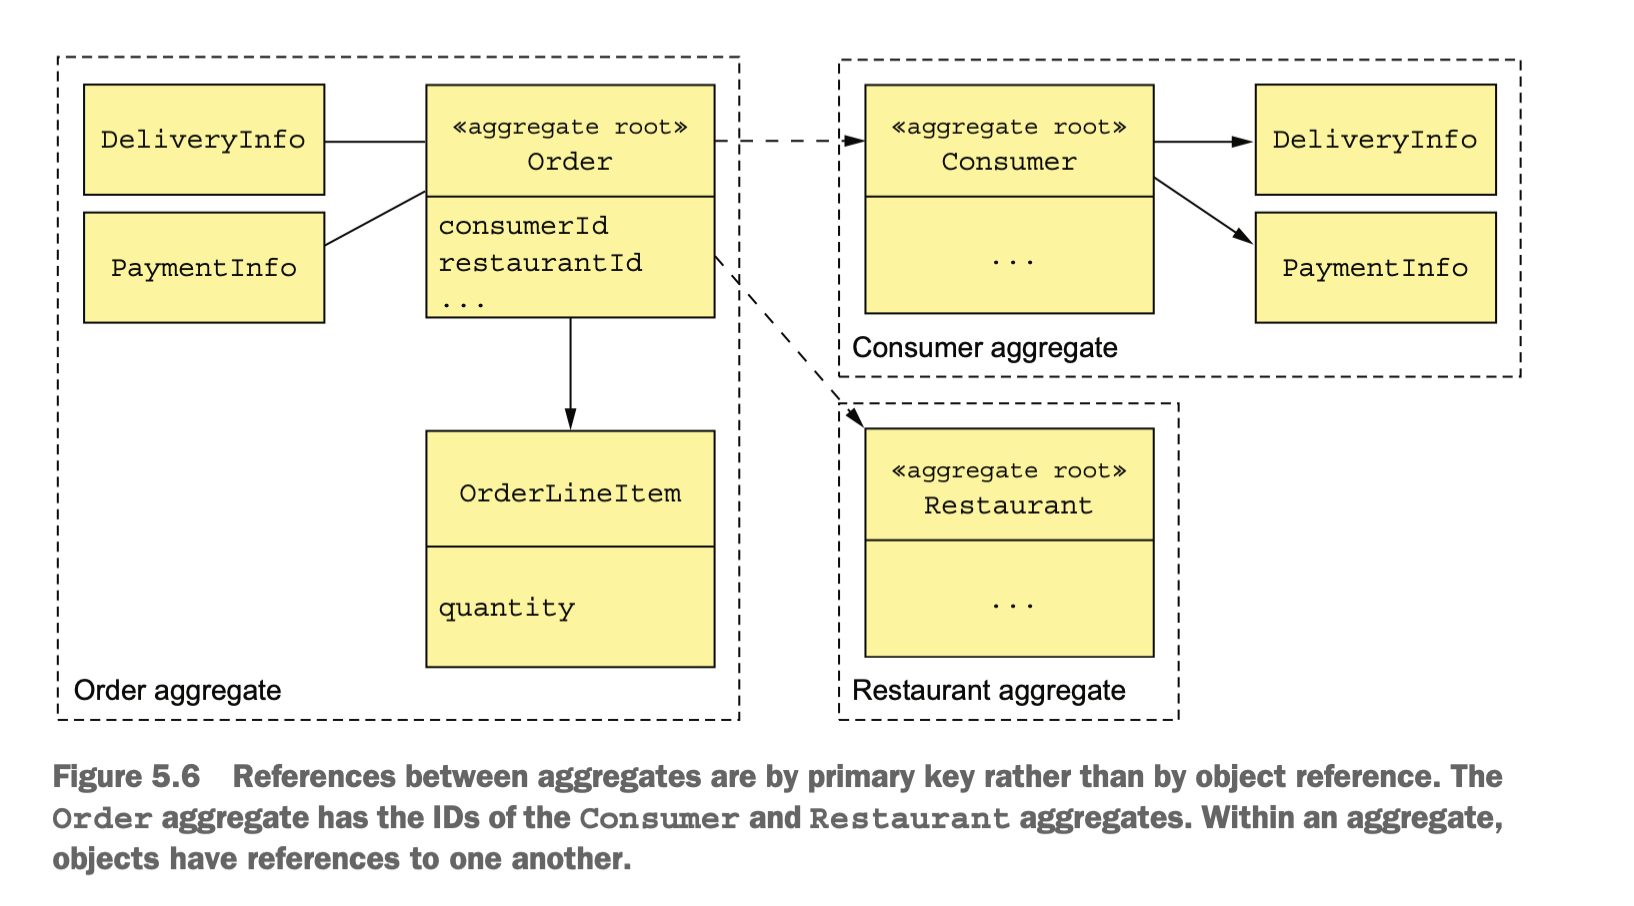 DeliveryInfo
PaymentInfo
«aggregate root»
Order
consumerId
restaurantId
...
OrderLineItem
quantity
Order aggregate
«aggregate root»
Consumer
...
DeliveryInfo
PaymentInfo
Consumer aggregate
«aggregate root»
Restaurant
...
Restaurant aggregate
Figure 5.6 References between aggregates are by primary key rather than by object reference. The
Order aggregate has the IDs of the Consumer and Restaurant aggregates. Within an aggregate,
objects have references to one another.